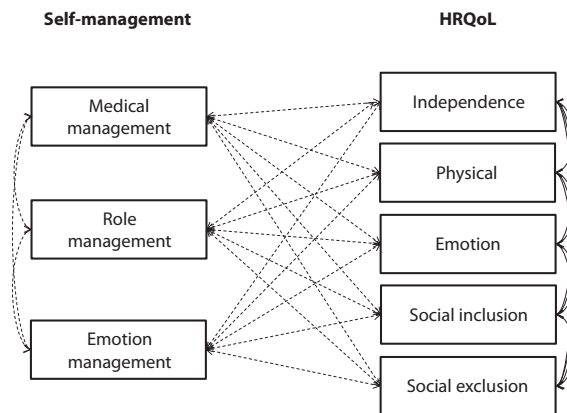 Self-management
HRQoL
Medical
management
Role
management
Emotion
management
Independence
Physical
Emotion
Social inclusion
Social exclusion